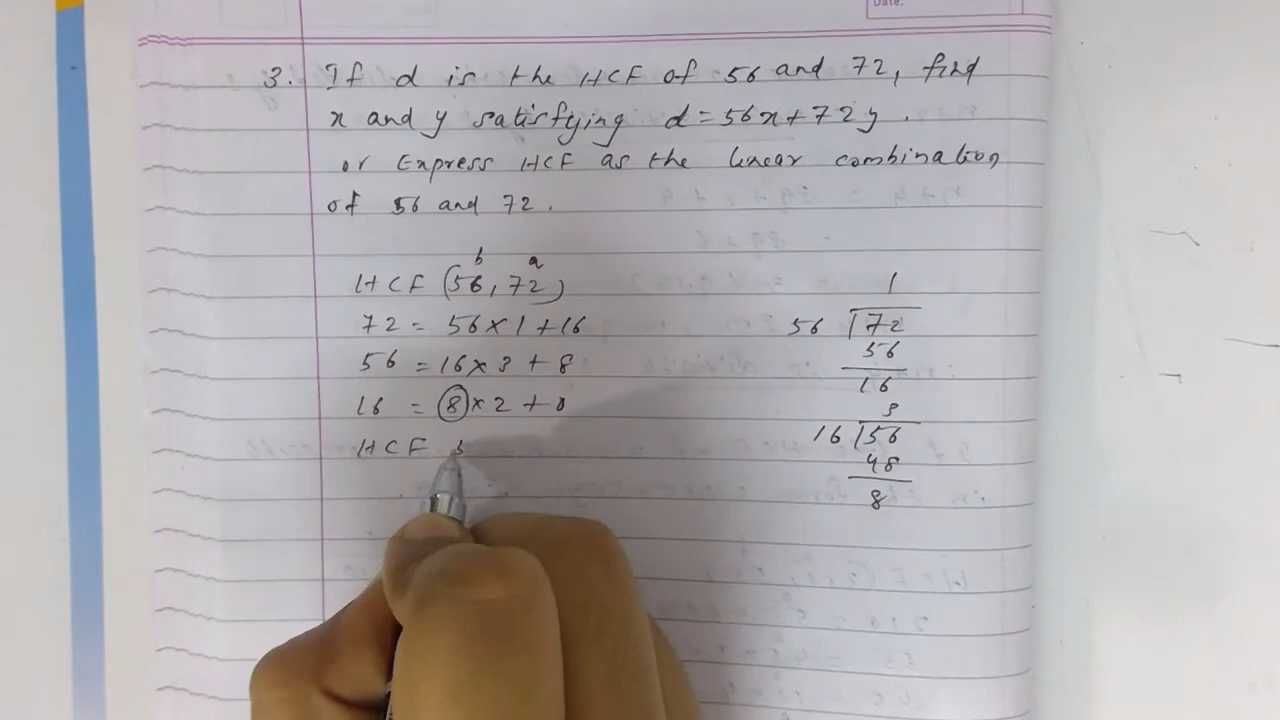 Date:
3. If d is the HCF of 56 and 72, find
x and y satisfying d=56x+72y.
or Express HCF as the linear combination
of 56 and 72.
b a
HCF (56, 72)
72 = 56 × 1 + 16
56 = 16 × 3 + 8
16 = 8 × 2 + 0
HCF
1
56 72
56
16
3
16 56
48
8